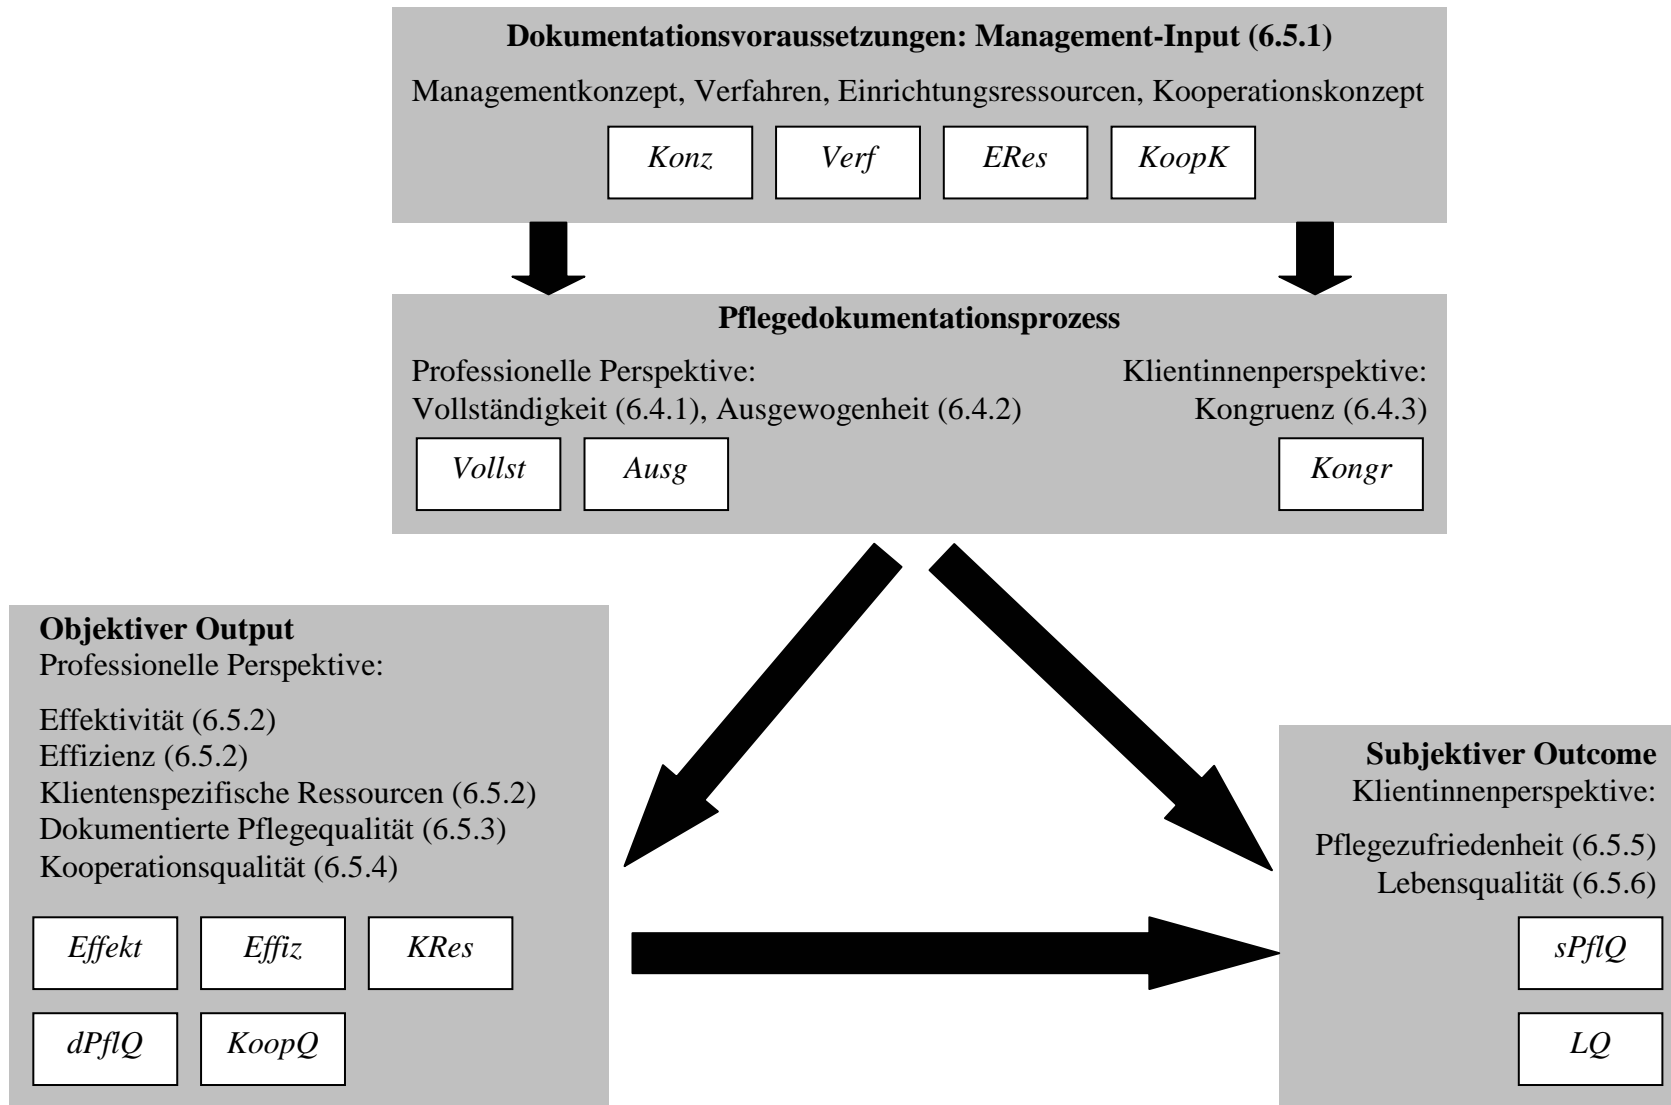 Dokumentationsvoraussetzungen: Management-Input (6.5.1)
Managementkonzept, Verfahren, Einrichtungsressourcen, Kooperationskonzept
Konz
Verf
ERes
KoopK
Pflegedokumentationsprozess
Professionelle Perspektive:
Vollständigkeit (6.4.1), Ausgewogenheit (6.4.2)
Klientinnenperspektive:
Kongruenz (6.4.3)
Vollst
Ausg
Kongr
Objektiver Output
Professionelle Perspektive:
Effektivität (6.5.2)
Effizienz (6.5.2)
Klientenspezifische Ressourcen (6.5.2)
Dokumentierte Pflegequalität (6.5.3)
Kooperationsqualität (6.5.4)
Effekt
Effiz
KRes
dPflQ
KoopQ
Subjektiver Outcome
Klientinnenperspektive:
Pflegezufriedenheit (6.5.5)
Lebensqualität (6.5.6)
sPflQ
LQ